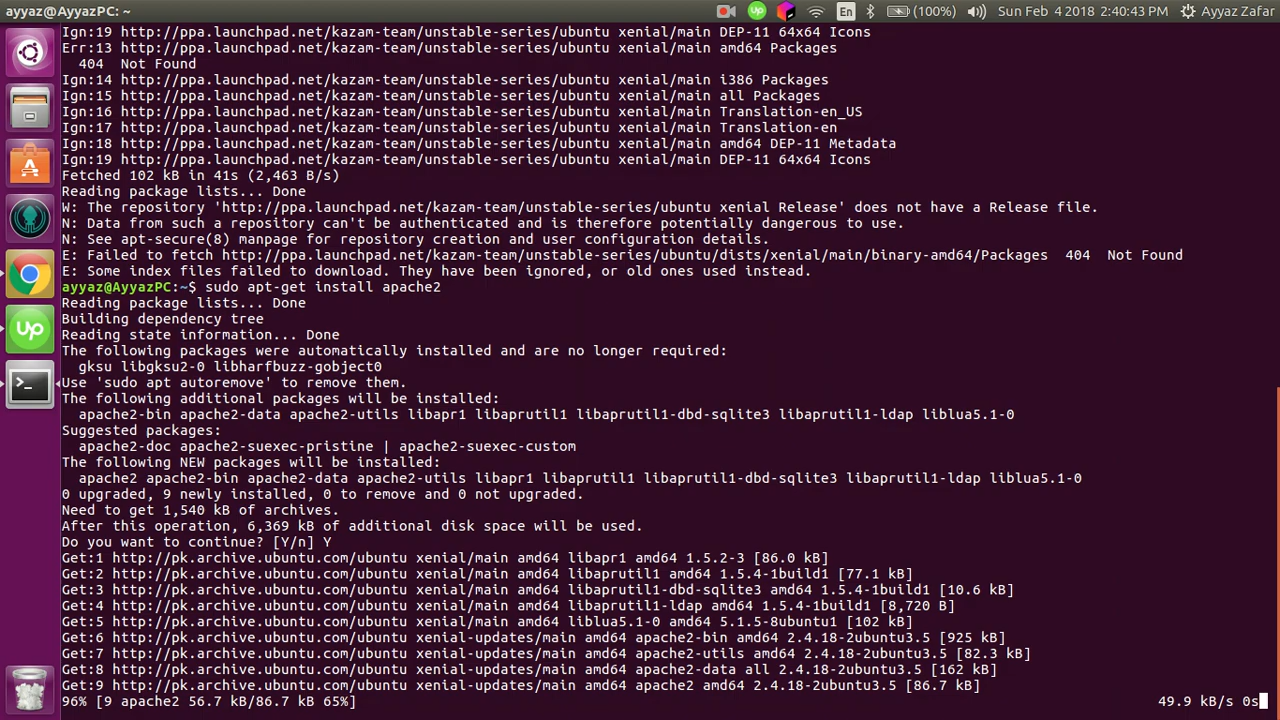 ayyaz@AyyazPC: ~
En
(100%)
Sun Feb 4 2018 2:40:43 PM
Ayyaz Zafar
Ign:19 http://ppa.launchpad.net/kazam-team/unstable-series/ubuntu xenial/main DEP-11 64x64 Icons
Err:13 http://ppa.launchpad.net/kazam-team/unstable-series/ubuntu xenial/main amd64 Packages
  404  Not Found
Ign:14 http://ppa.launchpad.net/kazam-team/unstable-series/ubuntu xenial/main i386 Packages
Ign:15 http://ppa.launchpad.net/kazam-team/unstable-series/ubuntu xenial/main all Packages
Ign:16 http://ppa.launchpad.net/kazam-team/unstable-series/ubuntu xenial/main Translation-en_US
Ign:17 http://ppa.launchpad.net/kazam-team/unstable-series/ubuntu xenial/main Translation-en
Ign:18 http://ppa.launchpad.net/kazam-team/unstable-series/ubuntu xenial/main amd64 DEP-11 Metadata
Ign:19 http://ppa.launchpad.net/kazam-team/unstable-series/ubuntu xenial/main DEP-11 64x64 Icons
Fetched 102 kB in 41s (2,463 B/s)
Reading package lists... Done
W: The repository 'http://ppa.launchpad.net/kazam-team/unstable-series/ubuntu xenial Release' does not have a Release file.
N: Data from such a repository can't be authenticated and is therefore potentially dangerous to use.
N: See apt-secure(8) manpage for repository creation and user configuration details.
E: Failed to fetch http://ppa.launchpad.net/kazam-team/unstable-series/ubuntu/dists/xenial/main/binary-amd64/Packages  404  Not Found
E: Some index files failed to download. They have been ignored, or old ones used instead.
ayyaz@AyyazPC:~$ sudo apt-get install apache2
Reading package lists... Done
Building dependency tree
Reading state information... Done
The following packages were automatically installed and are no longer required:
  gksu libgksu2-0 libharfbuzz-gobject0
Use 'sudo apt autoremove' to remove them.
The following additional packages will be installed:
  apache2-bin apache2-data apache2-utils libapr1 libaprutil1 libaprutil1-dbd-sqlite3 libaprutil1-ldap liblua5.1-0
Suggested packages:
  apache2-doc apache2-suexec-pristine | apache2-suexec-custom
The following NEW packages will be installed:
  apache2 apache2-bin apache2-data apache2-utils libapr1 libaprutil1 libaprutil1-dbd-sqlite3 libaprutil1-ldap liblua5.1-0
0 upgraded, 9 newly installed, 0 to remove and 0 not upgraded.
Need to get 1,540 kB of archives.
After this operation, 6,369 kB of additional disk space will be used.
Do you want to continue? [Y/n] Y
Get:1 http://pk.archive.ubuntu.com/ubuntu xenial/main amd64 libapr1 amd64 1.5.2-3 [86.0 kB]
Get:2 http://pk.archive.ubuntu.com/ubuntu xenial/main amd64 libaprutil1 amd64 1.5.4-1build1 [77.1 kB]
Get:3 http://pk.archive.ubuntu.com/ubuntu xenial/main amd64 libaprutil1-dbd-sqlite3 amd64 1.5.4-1build1 [10.6 kB]
Get:4 http://pk.archive.ubuntu.com/ubuntu xenial/main amd64 libaprutil1-ldap amd64 1.5.4-1build1 [8,720 B]
Get:5 http://pk.archive.ubuntu.com/ubuntu xenial/main amd64 liblua5.1-0 amd64 5.1.5-8ubuntu1 [102 kB]
Get:6 http://pk.archive.ubuntu.com/ubuntu xenial-updates/main amd64 apache2-bin amd64 2.4.18-2ubuntu3.5 [925 kB]
Get:7 http://pk.archive.ubuntu.com/ubuntu xenial-updates/main amd64 apache2-utils amd64 2.4.18-2ubuntu3.5 [82.3 kB]
Get:8 http://pk.archive.ubuntu.com/ubuntu xenial-updates/main amd64 apache2-data all 2.4.18-2ubuntu3.5 [162 kB]
Get:9 http://pk.archive.ubuntu.com/ubuntu xenial-updates/main amd64 apache2 amd64 2.4.18-2ubuntu3.5 [86.7 kB]
96% [9 apache2 56.7 kB/86.7 kB 65%]
49.9 kB/s 0s